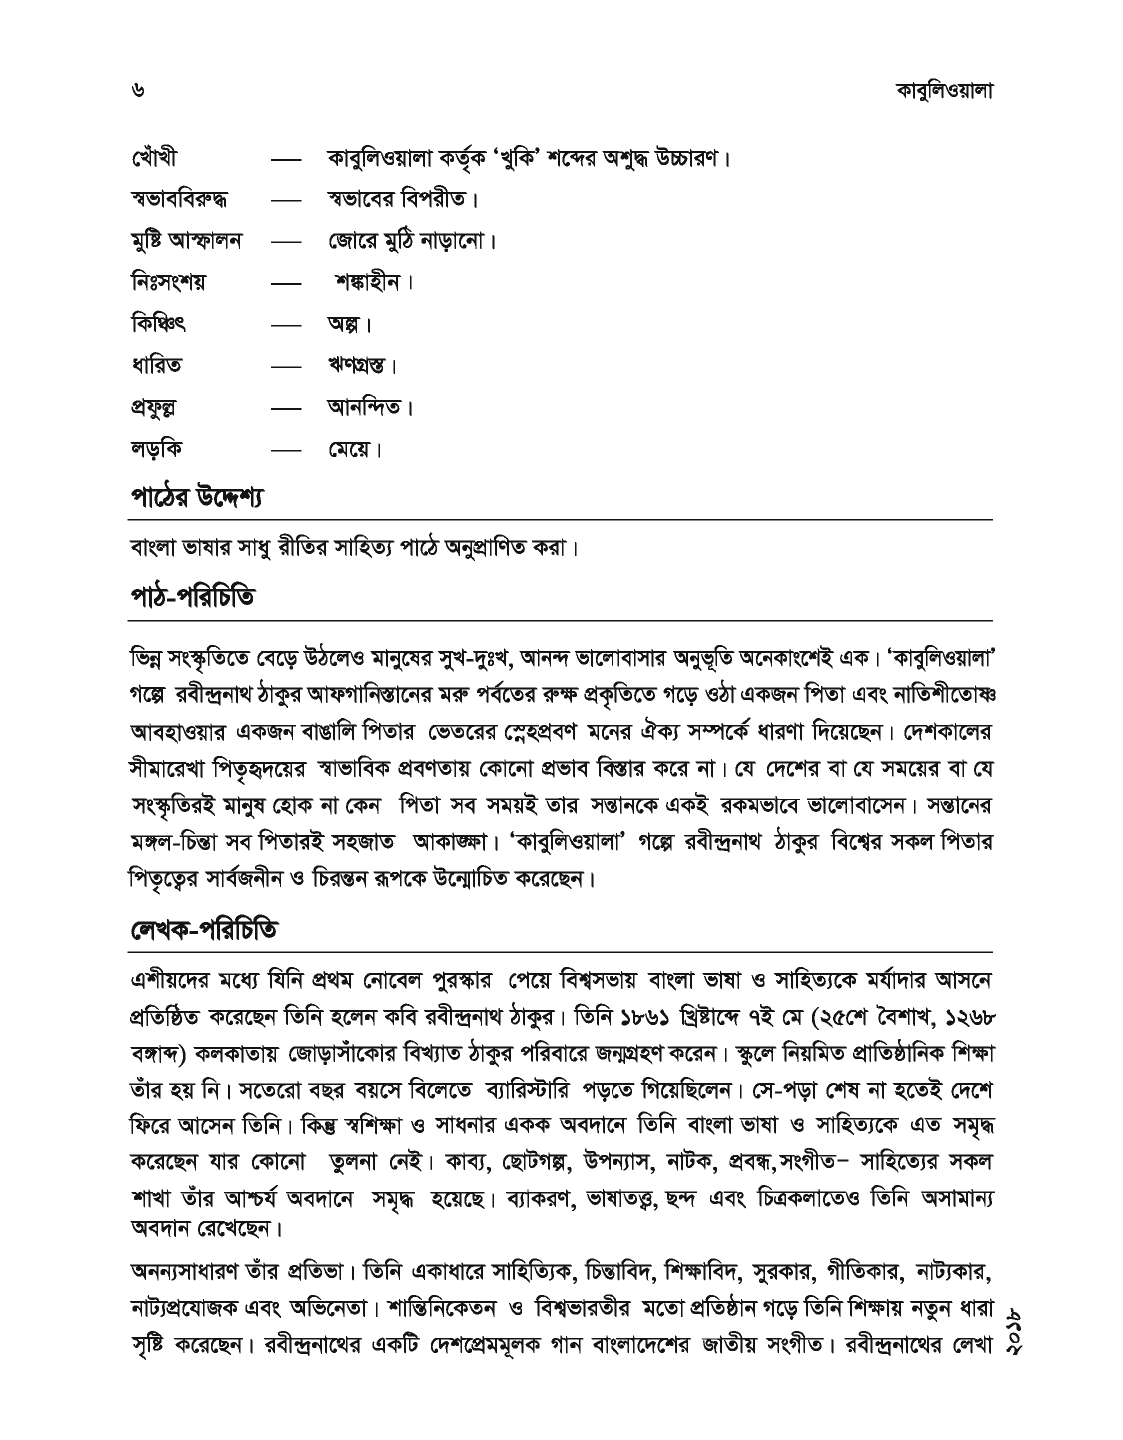 ৬ কাবুলিওয়ালা
খোঁখী — কাবুলিওয়ালা কর্তৃক ‘খুকি’ শব্দের অশুদ্ধ উচ্চারণ।
স্বভাববিরুদ্ধ — স্বভাবের বিপরীত।
মুষ্টি আস্ফালন — জোরে মুঠি নাড়ানো।
নিঃসংশয় — শঙ্কাহীন।
কিঞ্চিৎ — অল্প।
ধারিত — ঋণগ্রস্ত।
প্রফুল্ল — আনন্দিত।
লড়কি — মেয়ে।
পাঠের উদ্দেশ্য
বাংলা ভাষার সাধু রীতির সাহিত্য পাঠে অনুপ্রাণিত করা।
পাঠ-পরিচিতি
ভিন্ন সংস্কৃতিতে বেড়ে উঠলেও মানুষের সুখ-দুঃখ, আনন্দ ভালোবাসার অনুভূতি অনেকাংশেই এক। ‘কাবুলিওয়ালা’
গল্পে রবীন্দ্রনাথ ঠাকুর আফগানিস্তানের মরু পর্বতের রুক্ষ প্রকৃতিতে গড়ে ওঠা একজন পিতা এবং নাতিশীতোষ্ণ
আবহাওয়ার একজন বাঙালি পিতার ভেতরের স্নেহপ্রবণ মনের ঐক্য সম্পর্কে ধারণা দিয়েছেন। দেশকালের
সীমারেখা পিতৃহৃদয়ের স্বাভাবিক প্রবণতায় কোনো প্রভাব বিস্তার করে না। যে দেশের বা যে সময়ের বা যে
সংস্কৃতিরই মানুষ হোক না কেন পিতা সব সময়ই তার সন্তানকে একই রকমভাবে ভালোবাসেন। সন্তানের
মঙ্গল-চিন্তা সব পিতারই সহজাত আকাঙ্ক্ষা। ‘কাবুলিওয়ালা’ গল্পে রবীন্দ্রনাথ ঠাকুর বিশ্বের সকল পিতার
পিতৃত্বের সার্বজনীন ও চিরন্তন রূপকে উন্মোচিত করেছেন।
লেখক-পরিচিতি
এশীয়দের মধ্যে যিনি প্রথম নোবেল পুরস্কার পেয়ে বিশ্বসভায় বাংলা ভাষা ও সাহিত্যকে মর্যাদার আসনে
প্রতিষ্ঠিত করেছেন তিনি হলেন কবি রবীন্দ্রনাথ ঠাকুর। তিনি ১৮৬১ খ্রিষ্টাব্দে ৭ই মে (২৫শে বৈশাখ, ১২৬৮
বঙ্গাব্দ) কলকাতায় জোড়াসাঁকোর বিখ্যাত ঠাকুর পরিবারে জন্মগ্রহণ করেন। স্কুলে নিয়মিত প্রাতিষ্ঠানিক শিক্ষা
তাঁর হয় নি। সতেরো বছর বয়সে বিলেতে ব্যারিস্টারি পড়তে গিয়েছিলেন। সে-পড়া শেষ না হতেই দেশে
ফিরে আসেন তিনি। কিন্তু স্বশিক্ষা ও সাধনার একক অবদানে তিনি বাংলা ভাষা ও সাহিত্যকে এত সমৃদ্ধ
করেছেন যার কোনো তুলনা নেই। কাব্য, ছোটগল্প, উপন্যাস, নাটক, প্রবন্ধ,সংগীত– সাহিত্যের সকল
শাখা তাঁর আশ্চর্য অবদানে সমৃদ্ধ হয়েছে। ব্যাকরণ, ভাষাতত্ত্ব, ছন্দ এবং চিত্রকলাতেও তিনি অসামান্য
অবদান রেখেছেন।
অনন্যসাধারণ তাঁর প্রতিভা। তিনি একাধারে সাহিত্যিক, চিন্তাবিদ, শিক্ষাবিদ, সুরকার, গীতিকার, নাট্যকার,
নাট্যপ্রযোজক এবং অভিনেতা। শান্তিনিকেতন ও বিশ্বভারতীর মতো প্রতিষ্ঠান গড়ে তিনি শিক্ষায় নতুন ধারা
সৃষ্টি করেছেন। রবীন্দ্রনাথের একটি দেশপ্রেমমূলক গান বাংলাদেশের জাতীয় সংগীত। রবীন্দ্রনাথের লেখা
২০১৮